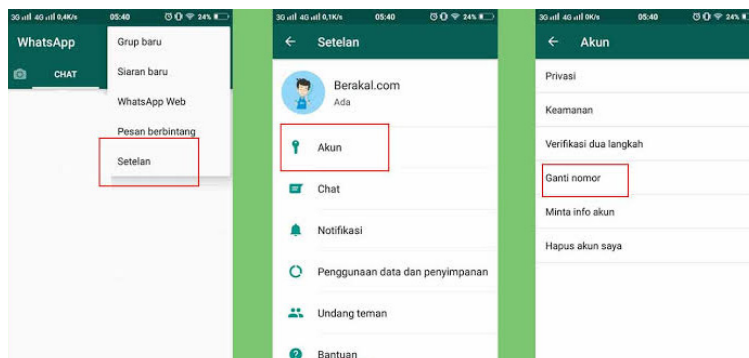 3G 4G 0,4K/s 05:40 24%
WhatsApp
CHAT
Grup baru
Siaran baru
WhatsApp Web
Pesan berbintang
Setelan
3G 4G 0,1K/s 05:40 24%
Setelan
Berakal.com
Ada
Akun
Chat
Notifikasi
Penggunaan data dan penyimpanan
Undang teman
Bantuan
3G 4G 0K/s 05:40 24%
Akun
Privasi
Keamanan
Verifikasi dua langkah
Ganti nomor
Minta info akun
Hapus akun saya